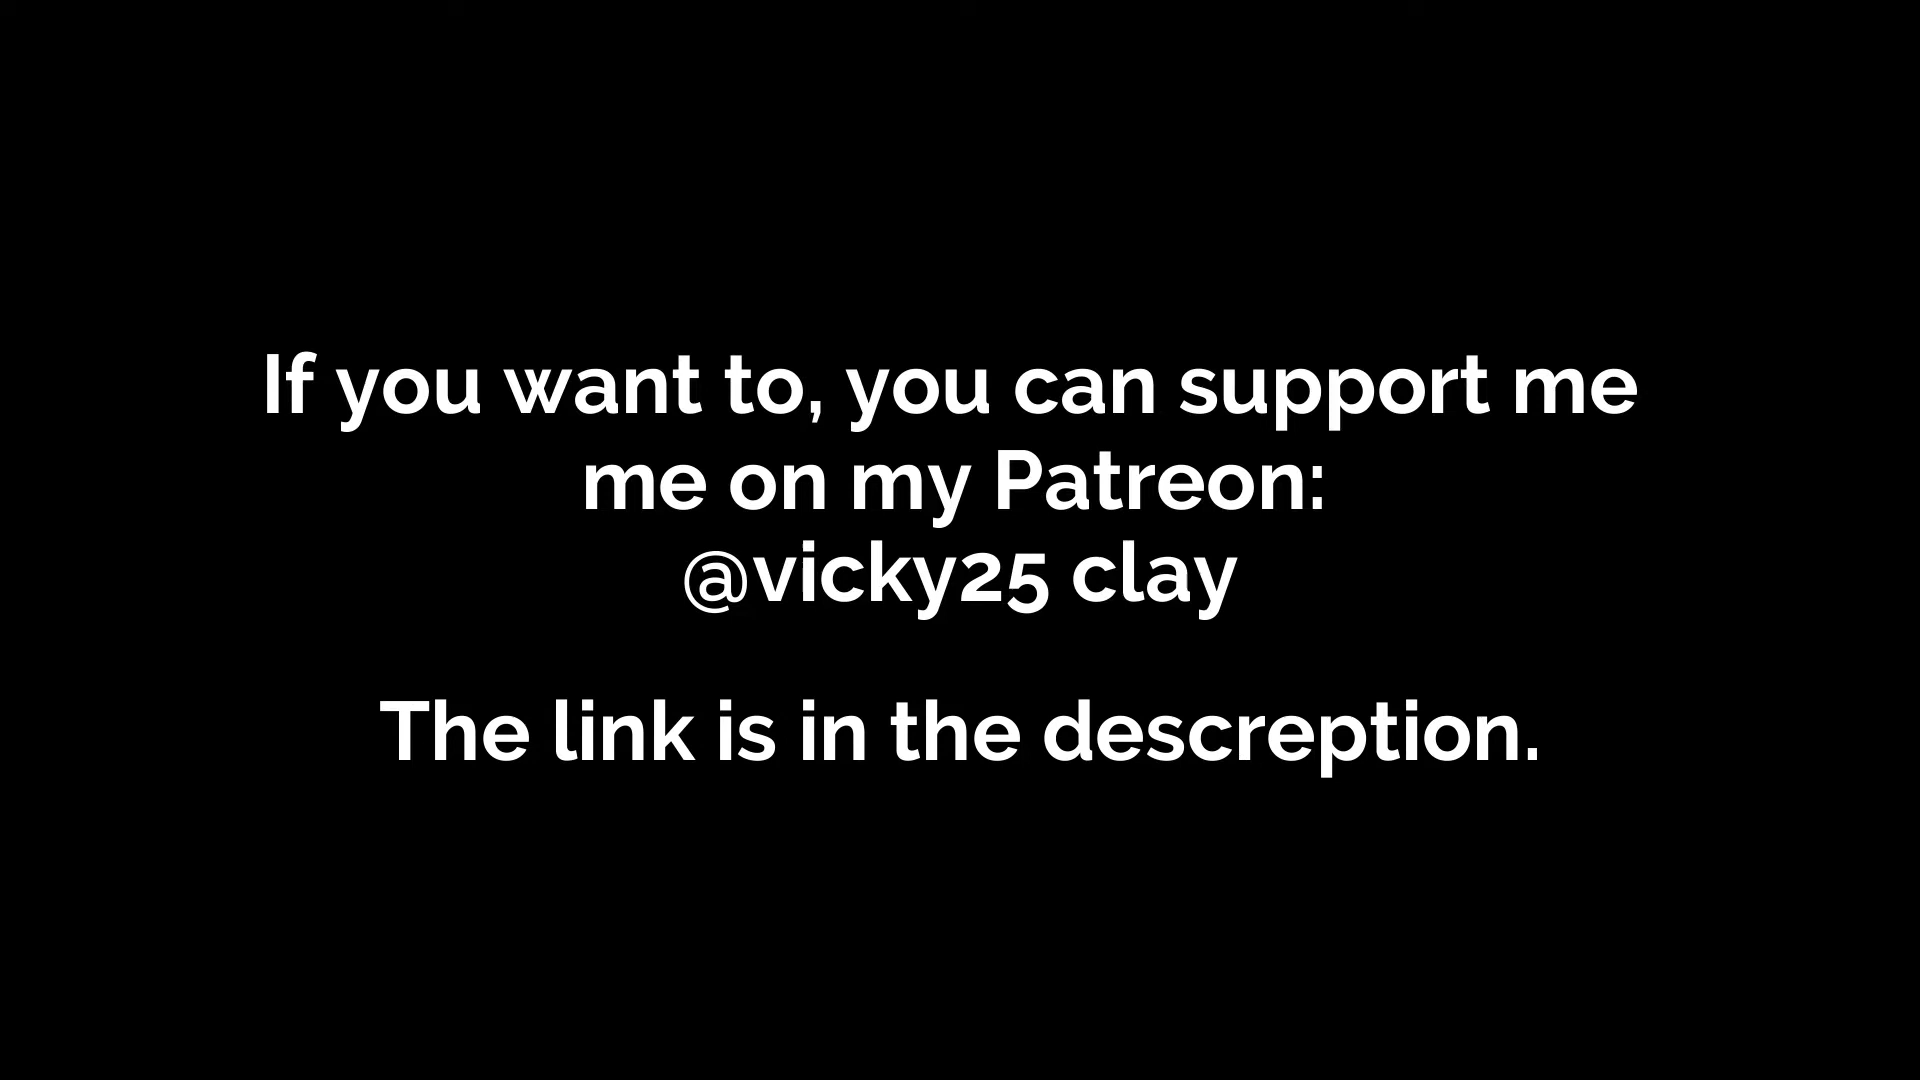 If you want to, you can support me
me on my Patreon:
@vicky25 clay
The link is in the descreption.